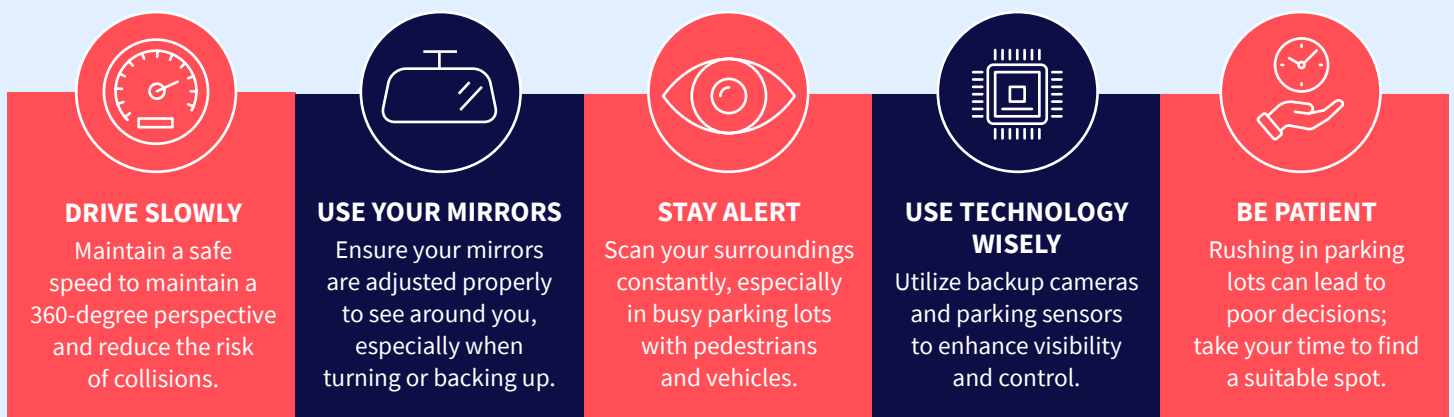 DRIVE SLOWLY
Maintain a safe
speed to maintain a
360-degree perspective
and reduce the risk
of collisions.
USE YOUR MIRRORS
Ensure your mirrors
are adjusted properly
to see around you,
especially when
turning or backing up.
STAY ALERT
Scan your surroundings
constantly, especially
in busy parking lots
with pedestrians
and vehicles.
USE TECHNOLOGY
WISELY
Utilize backup cameras
and parking sensors
to enhance visibility
and control.
BE PATIENT
Rushing in parking
lots can lead to
poor decisions;
take your time to find
a suitable spot.